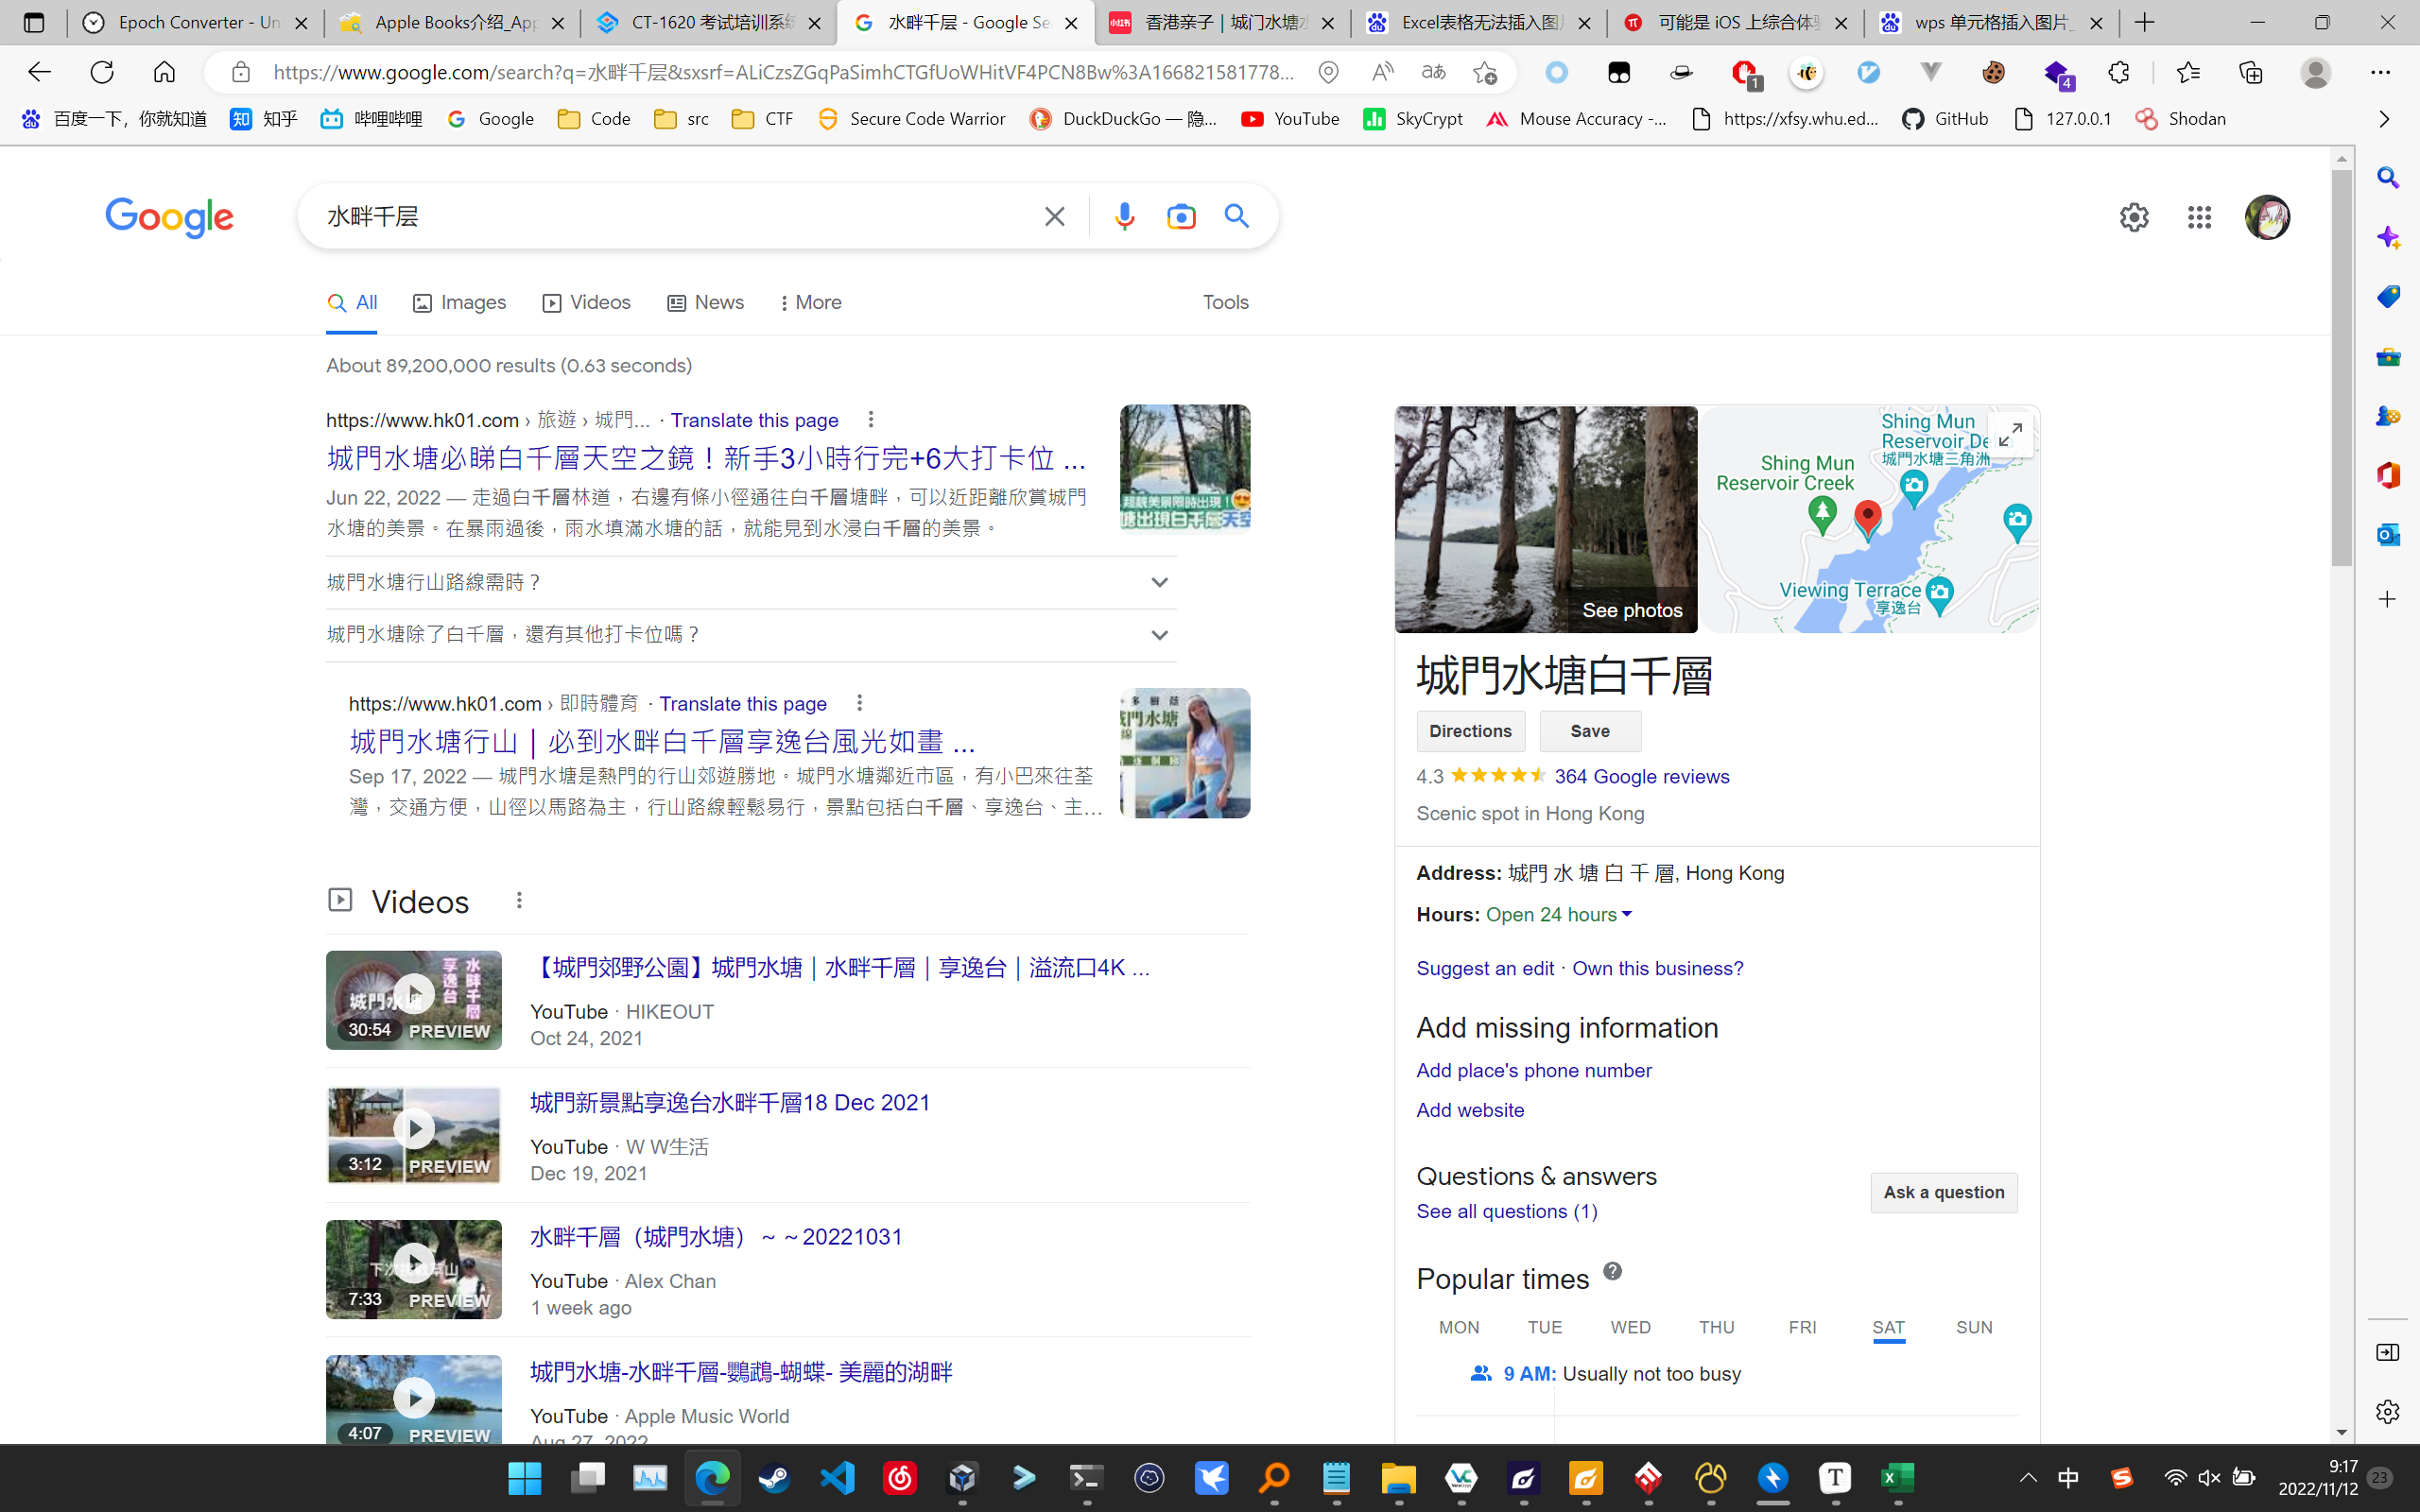 Epoch Converter - Un
Apple Books介绍_App
CT-1620 考试培训系统
水畔千层 - Google Se
香港亲子 | 城门水塘水
Excel表格无法插入图片
可能是 iOS 上综合体验
wps 单元格插入图片_
https://www.google.com/search?q=水畔千层&sxsrf=ALiCzsZGqPaSimhCTGfUoWHitVF4PCN8Bw%3A166821581778...
百度一下，你就知道
知乎
哔哩哔哩
Google
Code
src
CTF
Secure Code Warrior
DuckDuckGo — 隐...
YouTube
SkyCrypt
Mouse Accuracy -...
https://xfsy.whu.ed...
GitHub
127.0.0.1
Shodan
Google
水畔千层
All
Images
Videos
News
More
Tools
About 89,200,000 results (0.63 seconds)
https://www.hk01.com › 旅遊 › 城門... · Translate this page
城門水塘必睇白千層天空之鏡！新手3小時行完+6大打卡位 ...
Jun 22, 2022 — 走過白千層林道，右邊有條小徑通往白千層塘畔，可以近距離欣賞城門
水塘的美景。在暴雨過後，雨水填滿水塘的話，就能見到水浸白千層的美景。
城門水塘行山路線需時？
城門水塘除了白千層，還有其他打卡位嗎？
https://www.hk01.com › 即時體育 · Translate this page
城門水塘行山｜必到水畔白千層享逸台風光如畫 ...
Sep 17, 2022 — 城門水塘是熱門的行山郊遊勝地。城門水塘鄰近市區，有小巴來往荃
灣，交通方便，山徑以馬路為主，行山路線輕鬆易行，景點包括白千層、享逸台、主...
Videos
【城門郊野公園】城門水塘｜水畔千層｜享逸台｜溢流口4K ...
YouTube · HIKEOUT
Oct 24, 2021
30:54 PREVIEW
城門新景點享逸台水畔千層18 Dec 2021
YouTube · W W生活
Dec 19, 2021
3:12 PREVIEW
水畔千層（城門水塘） ~ ~ 20221031
YouTube · Alex Chan
1 week ago
7:33 PREVIEW
城門水塘-水畔千層-鸚鵡-蝴蝶- 美麗的湖畔
YouTube · Apple Music World
Aug 27, 2022
4:07 PREVIEW
See photos
Shing Mun
Reservoir De
城門水塘三角洲
Shing Mun
Reservoir Creek
Viewing Terrace
享逸台
城門水塘白千層
Directions
Save
4.3
364 Google reviews
Scenic spot in Hong Kong
Address: 城門 水 塘 白 千 層, Hong Kong
Hours: Open 24 hours
Suggest an edit · Own this business?
Add missing information
Add place's phone number
Add website
Questions & answers
See all questions (1)
Ask a question
Popular times
MON TUE WED THU FRI SAT SUN
9 AM: Usually not too busy
中
9:17
2022/11/12
23